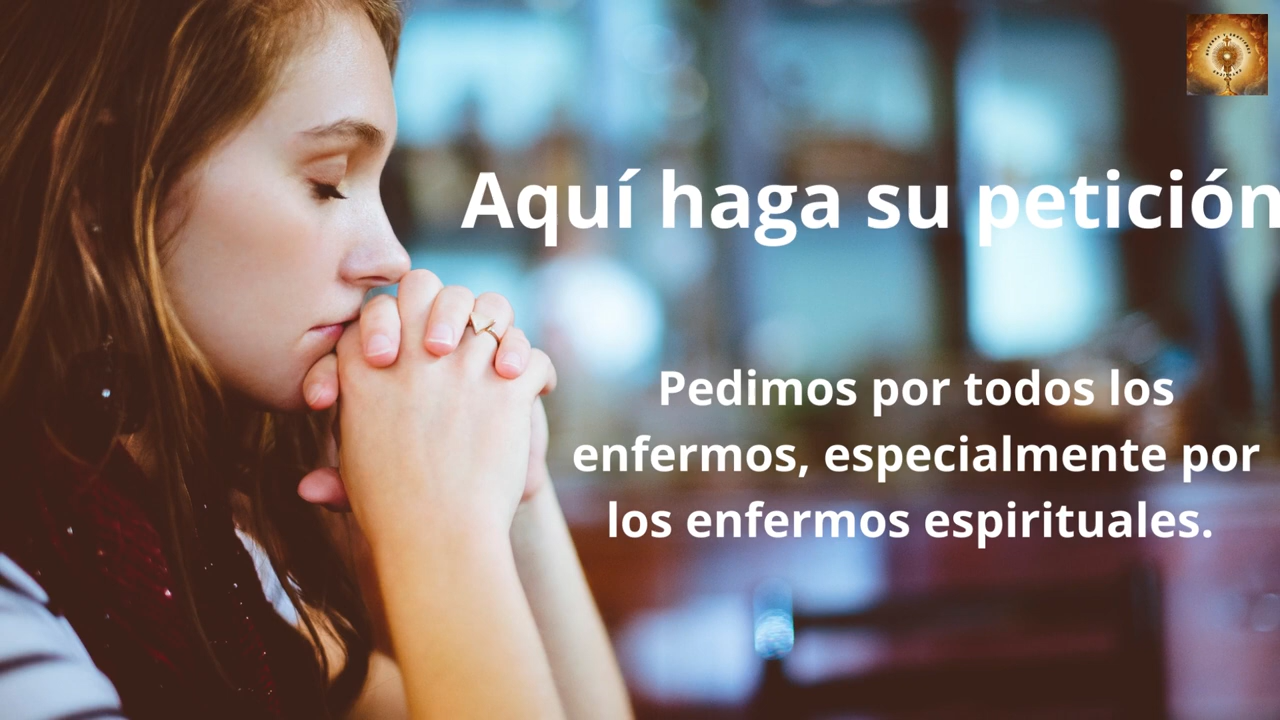 Aquí haga su petición
Pedimos por todos los
enfermos, especialmente por
los enfermos espirituales.